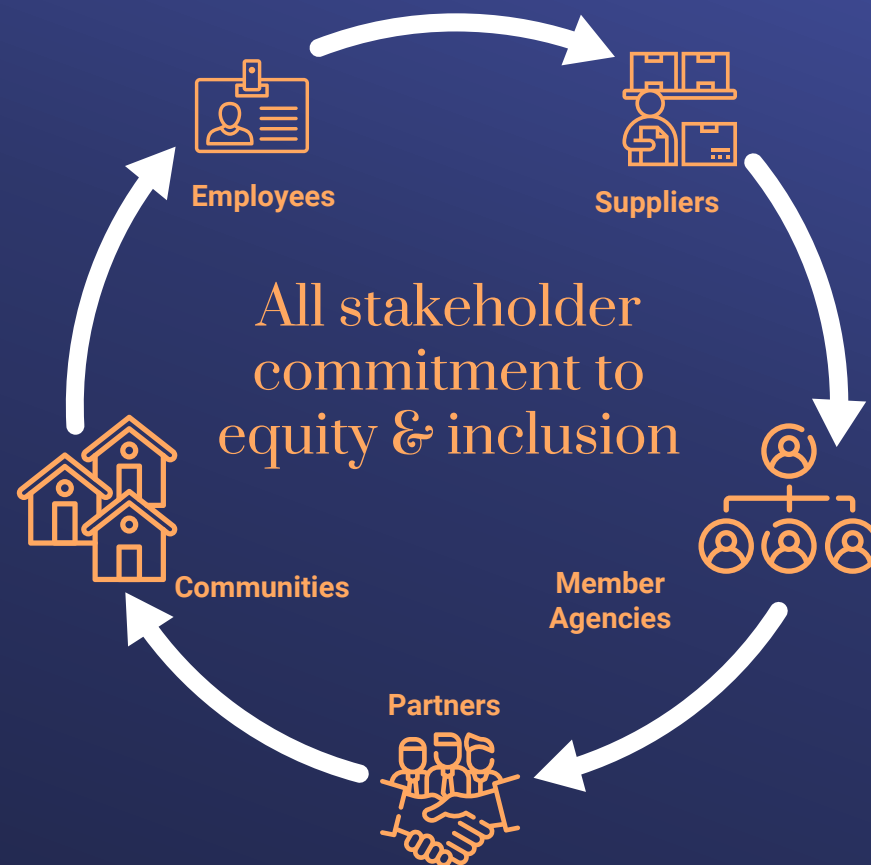 Employees
Suppliers
All stakeholder
commitment to
equity & inclusion
Communities
Member
Agencies
Partners